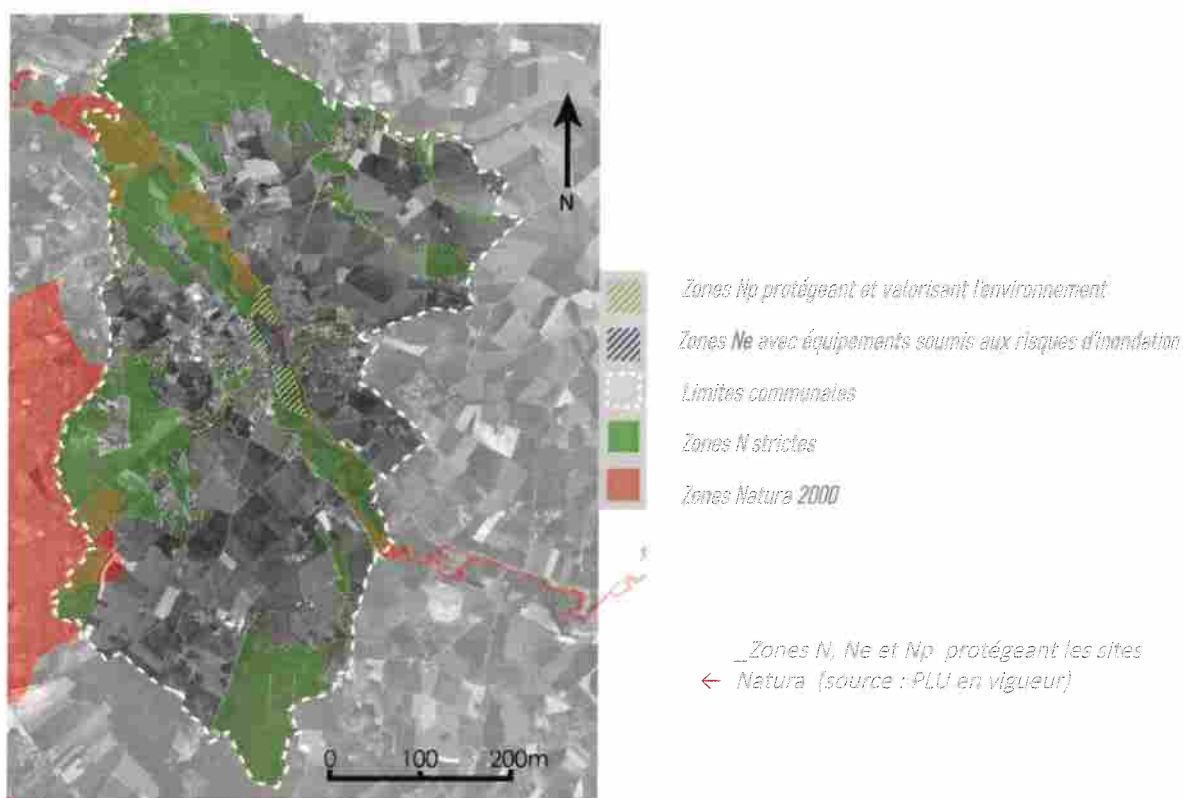 N
Zones Np protégeant et valorisant l'environnement
Zones Ne avec équipements soumis aux risques d'inondation
Limites communales
Zones N strictes
Zones Natura 2000
0 100 200m
_Zones N, Ne et Np protégeant les sites
← Natura (source : PLU en vigueur)